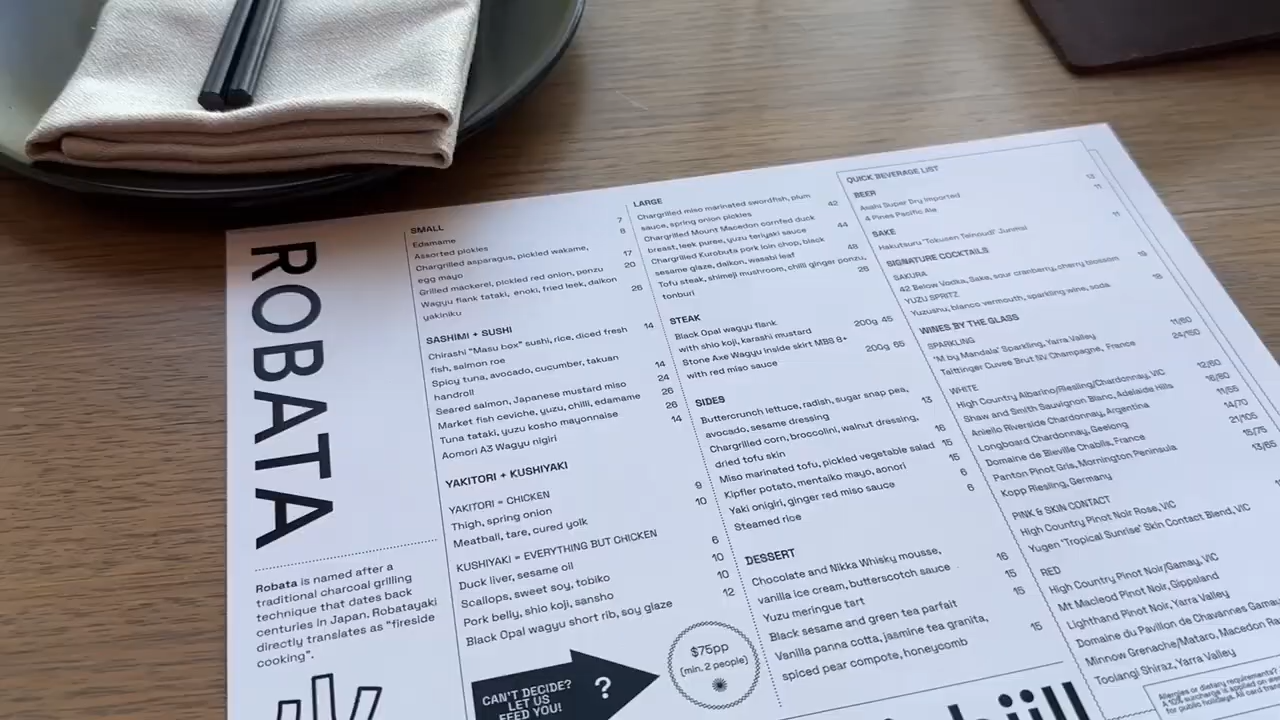 ROBATA
Robata is named after a
traditional charcoal grilling
technique that dates back
centuries in Japan, Robatayaki
directly translates as "fireside
cooking".
SMALL
Edamame 7
Assorted pickles 8
Chargrilled asparagus, pickled wakame,
egg mayo 17
Grilled mackerel, pickled red onion, ponzu 20
Wagyu flank tataki, enoki, fried leek, daikon
yakiniku 26
SASHIMI + SUSHI
Chirashi "Masu box" sushi, rice, diced fresh 14
fish, salmon roe
Spicy tuna, avocado, cucumber, takuan
handroll 14
Seared salmon, Japanese mustard miso 24
Market fish ceviche, yuzu, chilli, edamame 26
Tuna tataki, yuzu kosho mayonnaise 26
Aomori A3 Wagyu nigiri 14
YAKITORI + KUSHIYAKI
YAKITORI = CHICKEN
Thigh, spring onion 9
Meatball, tare, cured yolk 10
KUSHIYAKI = EVERYTHING BUT CHICKEN
Duck liver, sesame oil 6
Scallops, sweet soy, tobiko 10
Pork belly, shio koji, sansho 10
Black Opal wagyu short rib, soy glaze 12
CAN'T DECIDE?
LET US
FEED YOU!
?
$75pp
(min. 2 people)
LARGE
Chargrilled miso marinated swordfish, plum
sauce, spring onion pickles 42
Chargrilled Mount Macedon cornfed duck
breast, leek puree, yuzu teriyaki sauce 44
Chargrilled Kurobuta pork loin chop, black
sesame glaze, daikon, wasabi leaf 48
Tofu steak, shimeji mushroom, chilli ginger ponzu,
tonburi 28
STEAK
Black Opal wagyu flank
with shio koji, karashi mustard 200g 45
Stone Axe Wagyu inside skirt MBS 8+
with red miso sauce 200g 55
SIDES
Buttercrunch lettuce, radish, sugar snap pea,
avocado, sesame dressing 13
Chargrilled corn, broccolini, walnut dressing,
dried tofu skin 16
Miso marinated tofu, pickled vegetable salad 15
Kipfler potato, mentaiko mayo, aonori 15
Yaki onigiri, ginger red miso sauce 6
Steamed rice 6
DESSERT
Chocolate and Nikka Whisky mousse,
vanilla ice cream, butterscotch sauce 16
Yuzu meringue tart 15
Black sesame and green tea parfait 15
Vanilla panna cotta, jasmine tea granita,
spiced pear compote, honeycomb 15
QUICK BEVERAGE LIST
BEER
Asahi Super Dry Imported 12
4 Pines Pacific Ale 11
SAKE
Hakutsuru "Tokusen Teinoudi" Junmai 11
SIGNATURE COCKTAILS
SAKURA
42 Below Vodka, Sake, sour cranberry, cherry blossoms 19
YUZU SPRITZ
Yuzushu, bianco vermouth, sparkling wine, soda 18
WINES BY THE GLASS
SPARKLING
'M by Mandala' Sparkling, Yarra Valley 11/60
Taittinger Cuvee Brut NV Champagne, France 24/150
WHITE
High Country Albarino/Riesling/Chardonnay, VIC 12/60
Shaw and Smith Sauvignon Blanc, Adelaide Hills 16/80
Aniello Riverside Chardonnay, Argentina 11/55
Longboard Chardonnay, Geelong 14/70
Domaine de Bieville Chablis, France 21/105
Panton Pinot Gris, Mornington Peninsula 15/75
Kopp Riesling, Germany 13/65
PINK & SKIN CONTACT
High Country Pinot Noir Rose, VIC
Yugen 'Tropical Sunrise' Skin Contact Blend, VIC
RED
High Country Pinot Noir/Gamay, VIC
Mt Macleod Pinot Noir, Gippsland
Lighthand Pinot Noir, Yarra Valley
Domaine du Pavillon de Chavannes Gamay
Minnow Grenache/Mataro, Macedon
Toolangi Shiraz, Yarra Valley
Allergies or dietary requirements?
A 10% surcharge is applied on
for public holidays. All card